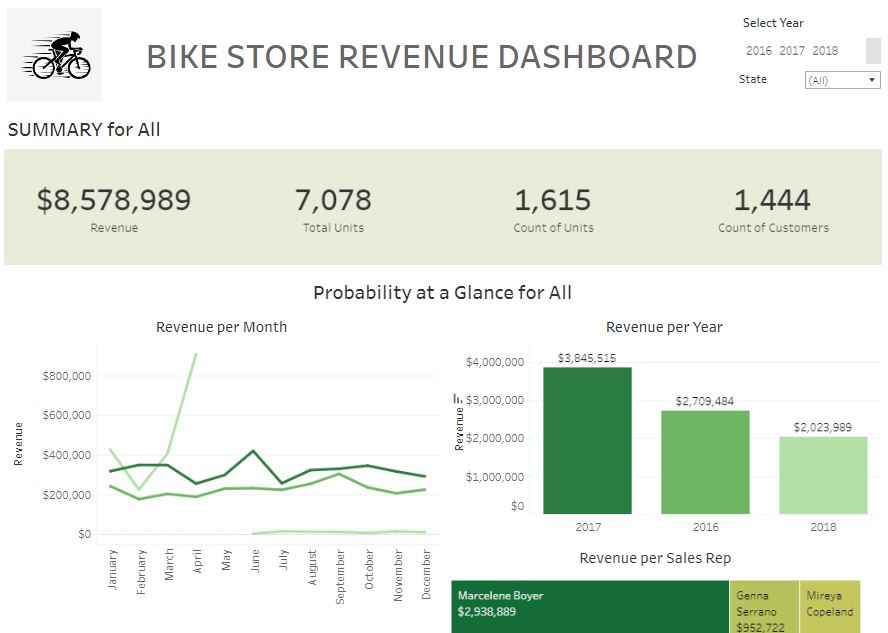 Select Year
2016 2017 2018
BIKE STORE REVENUE DASHBOARD
State
(All)
SUMMARY for All
$8,578,989
Revenue
7,078
Total Units
1,615
Count of Units
1,444
Count of Customers
Probability at a Glance for All
Revenue per Month
Revenue
$800,000
$600,000
$400,000
$200,000
$0
January
February
March
April
May
June
July
August
September
October
November
December
Revenue per Year
Revenue
$4,000,000
$3,000,000
$2,000,000
$1,000,000
$0
$3,845,515
$2,709,484
$2,023,989
2017
2016
2018
Revenue per Sales Rep
Marcelene Boyer
$2,938,889
Genna
Serrano
$952,722
Mireya
Copeland